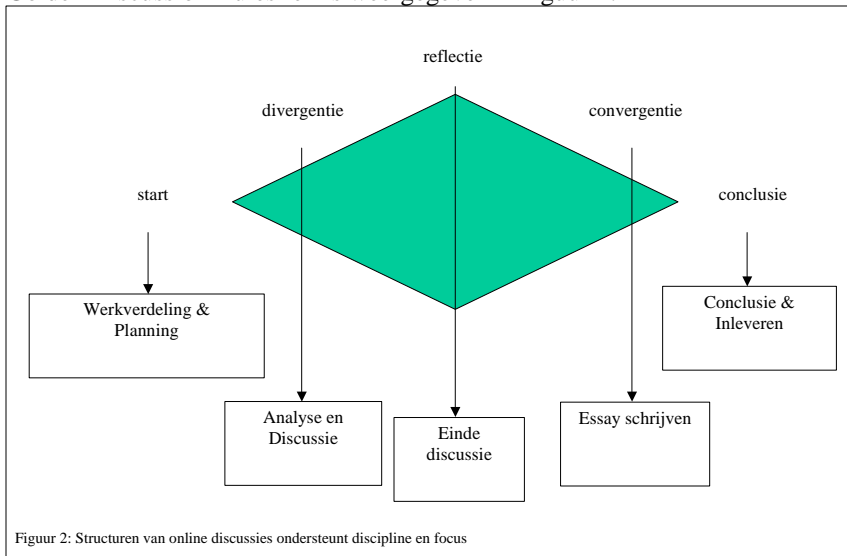 reflectie
divergentie
convergentie
start
conclusie
Werkverdeling &
Planning
Conclusie &
Inleveren
Analyse en
Discussie
Einde
discussie
Essay schrijven
Figuur 2: Structuren van online discussies ondersteunt discipline en focus